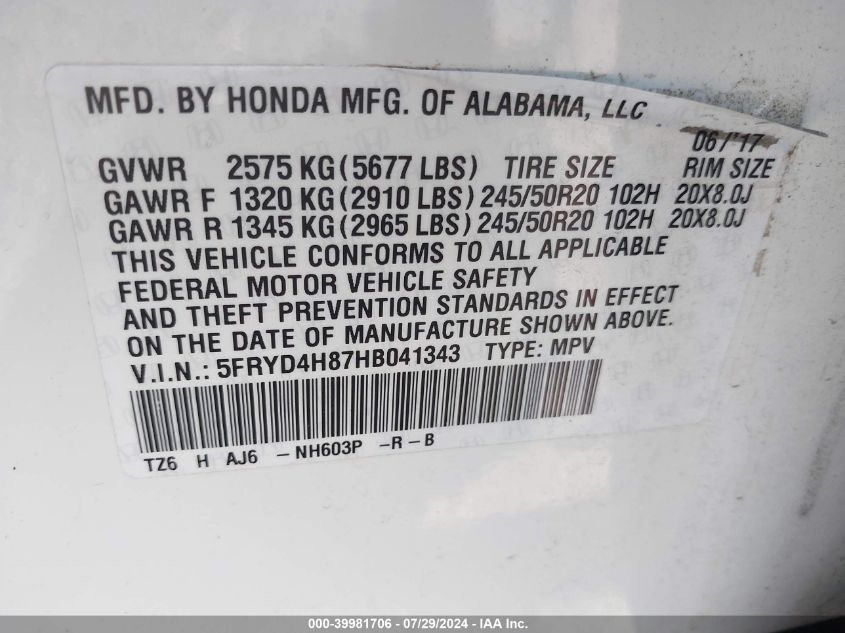 MFD. BY HONDA MFG. OF ALABAMA, LLC
06/'17
GVWR 2575 KG(5677 LBS) TIRE SIZE RIM SIZE
GAWR F 1320 KG(2910 LBS) 245/50R20 102H 20X8.0J
GAWR R 1345 KG(2965 LBS) 245/50R20 102H 20X8.0J
THIS VEHICLE CONFORMS TO ALL APPLICABLE
FEDERAL MOTOR VEHICLE SAFETY
AND THEFT PREVENTION STANDARDS IN EFFECT
ON THE DATE OF MANUFACTURE SHOWN ABOVE.
V.I.N.: 5FRYD4H87HB041343 TYPE: MPV
TZ6 H AJ6 -NH603P -R-B
000-39981706 - 07/29/2024 - IAA Inc.